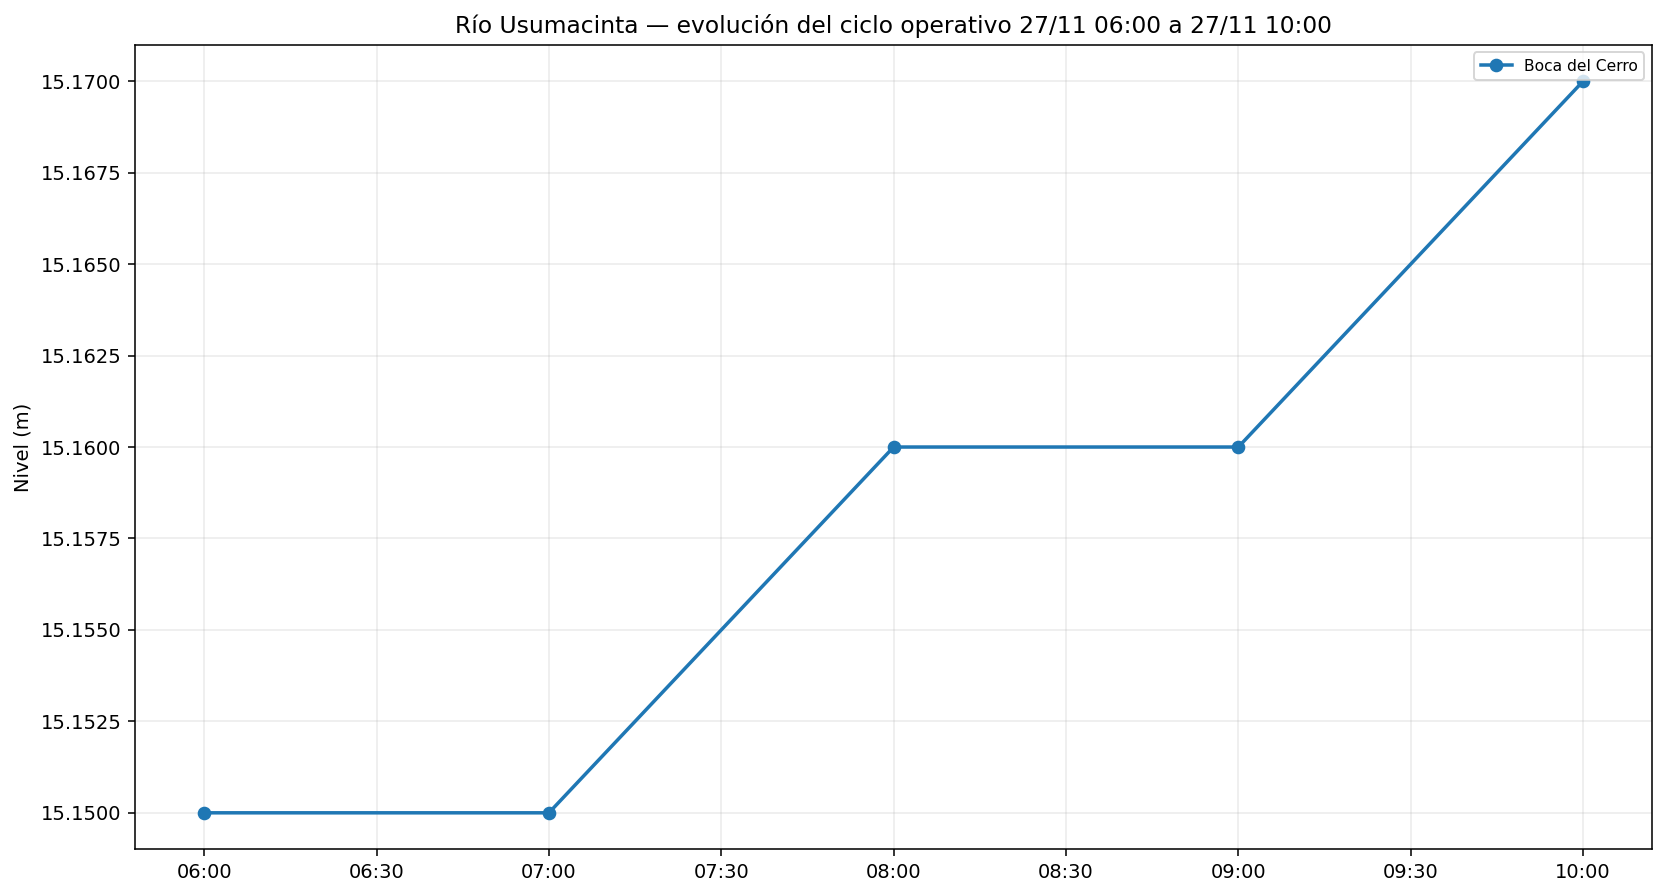 Río Usumacinta — evolución del ciclo operativo 27/11 06:00 a 27/11 10:00
Boca del Cerro
Nivel (m)
15.1700
15.1675
15.1650
15.1625
15.1600
15.1575
15.1550
15.1525
15.1500
06:00 06:30 07:00 07:30 08:00 08:30 09:00 09:30 10:00